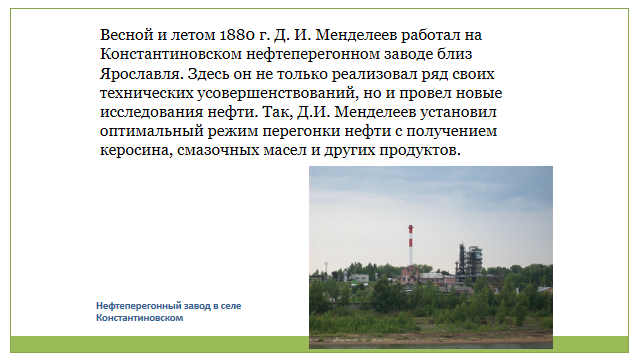 Весной и летом 1880 г. Д. И. Менделеев работал на
Константиновском нефтеперегонном заводе близ
Ярославля. Здесь он не только реализовал ряд своих
технических усовершенствований, но и провел новые
исследования нефти. Так, Д.И. Менделеев установил
оптимальный режим перегонки нефти с получением
керосина, смазочных масел и других продуктов.
Нефтеперегонный завод в селе
Константиновском